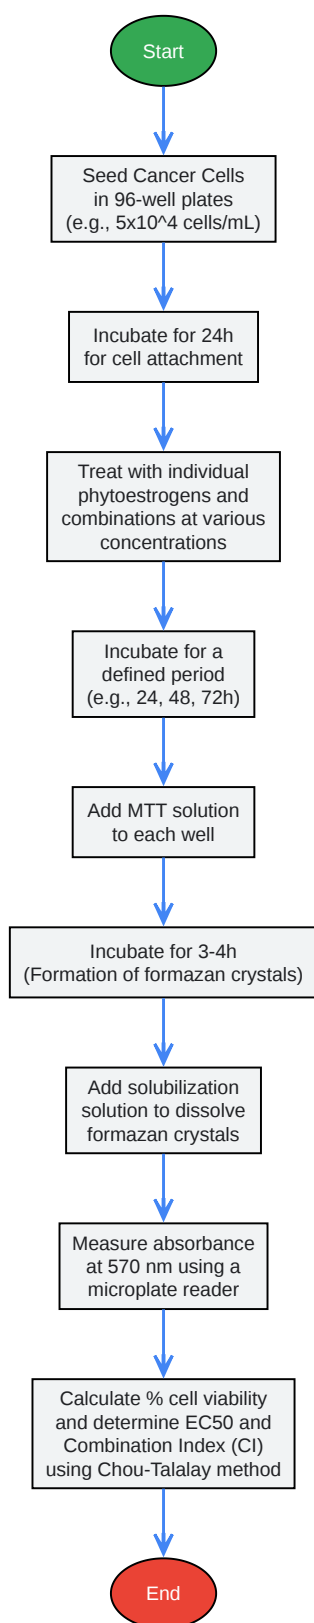 Start
Seed Cancer Cells
in 96-well plates
(e.g., 5x10^4 cells/mL)
Incubate for 24h
for cell attachment
Treat with individual
phytoestrogens and
combinations at various
concentrations
Incubate for a
defined period
(e.g., 24, 48, 72h)
Add MTT solution
to each well
Incubate for 3-4h
(Formation of formazan crystals)
Add solubilization
solution to dissolve
formazan crystals
Measure absorbance
at 570 nm using a
microplate reader
Calculate % cell viability
and determine EC50 and
Combination Index (CI)
using Chou-Talalay method
End